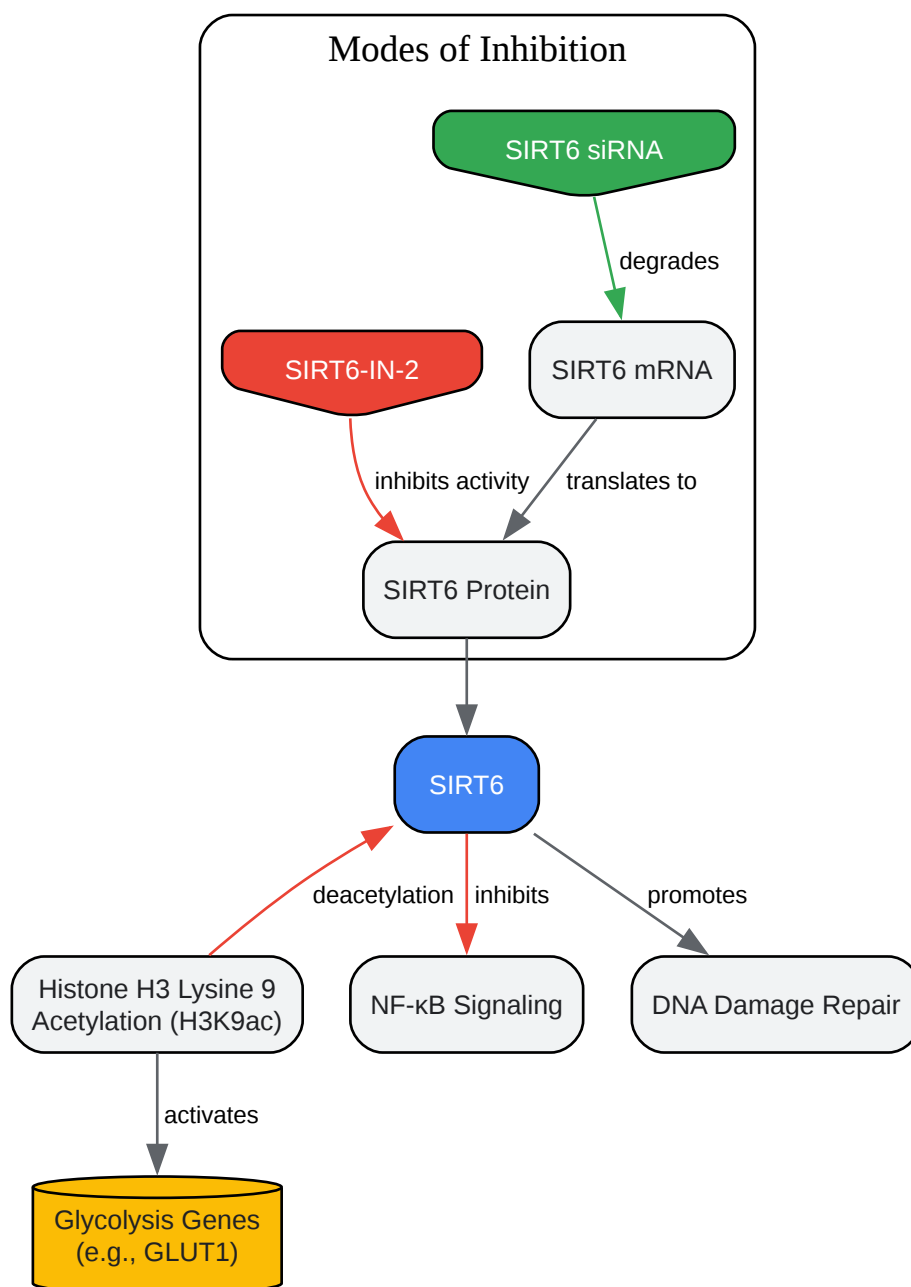 Modes of Inhibition
SIRT6 siRNA
degrades
SIRT6-IN-2
SIRT6 mRNA
inhibits activity
translates to
SIRT6 Protein
SIRT6
deacetylation
inhibits
promotes
Histone H3 Lysine 9
Acetylation (H3K9ac)
NF-κB Signaling
DNA Damage Repair
activates
Glycolysis Genes
(e.g., GLUT1)